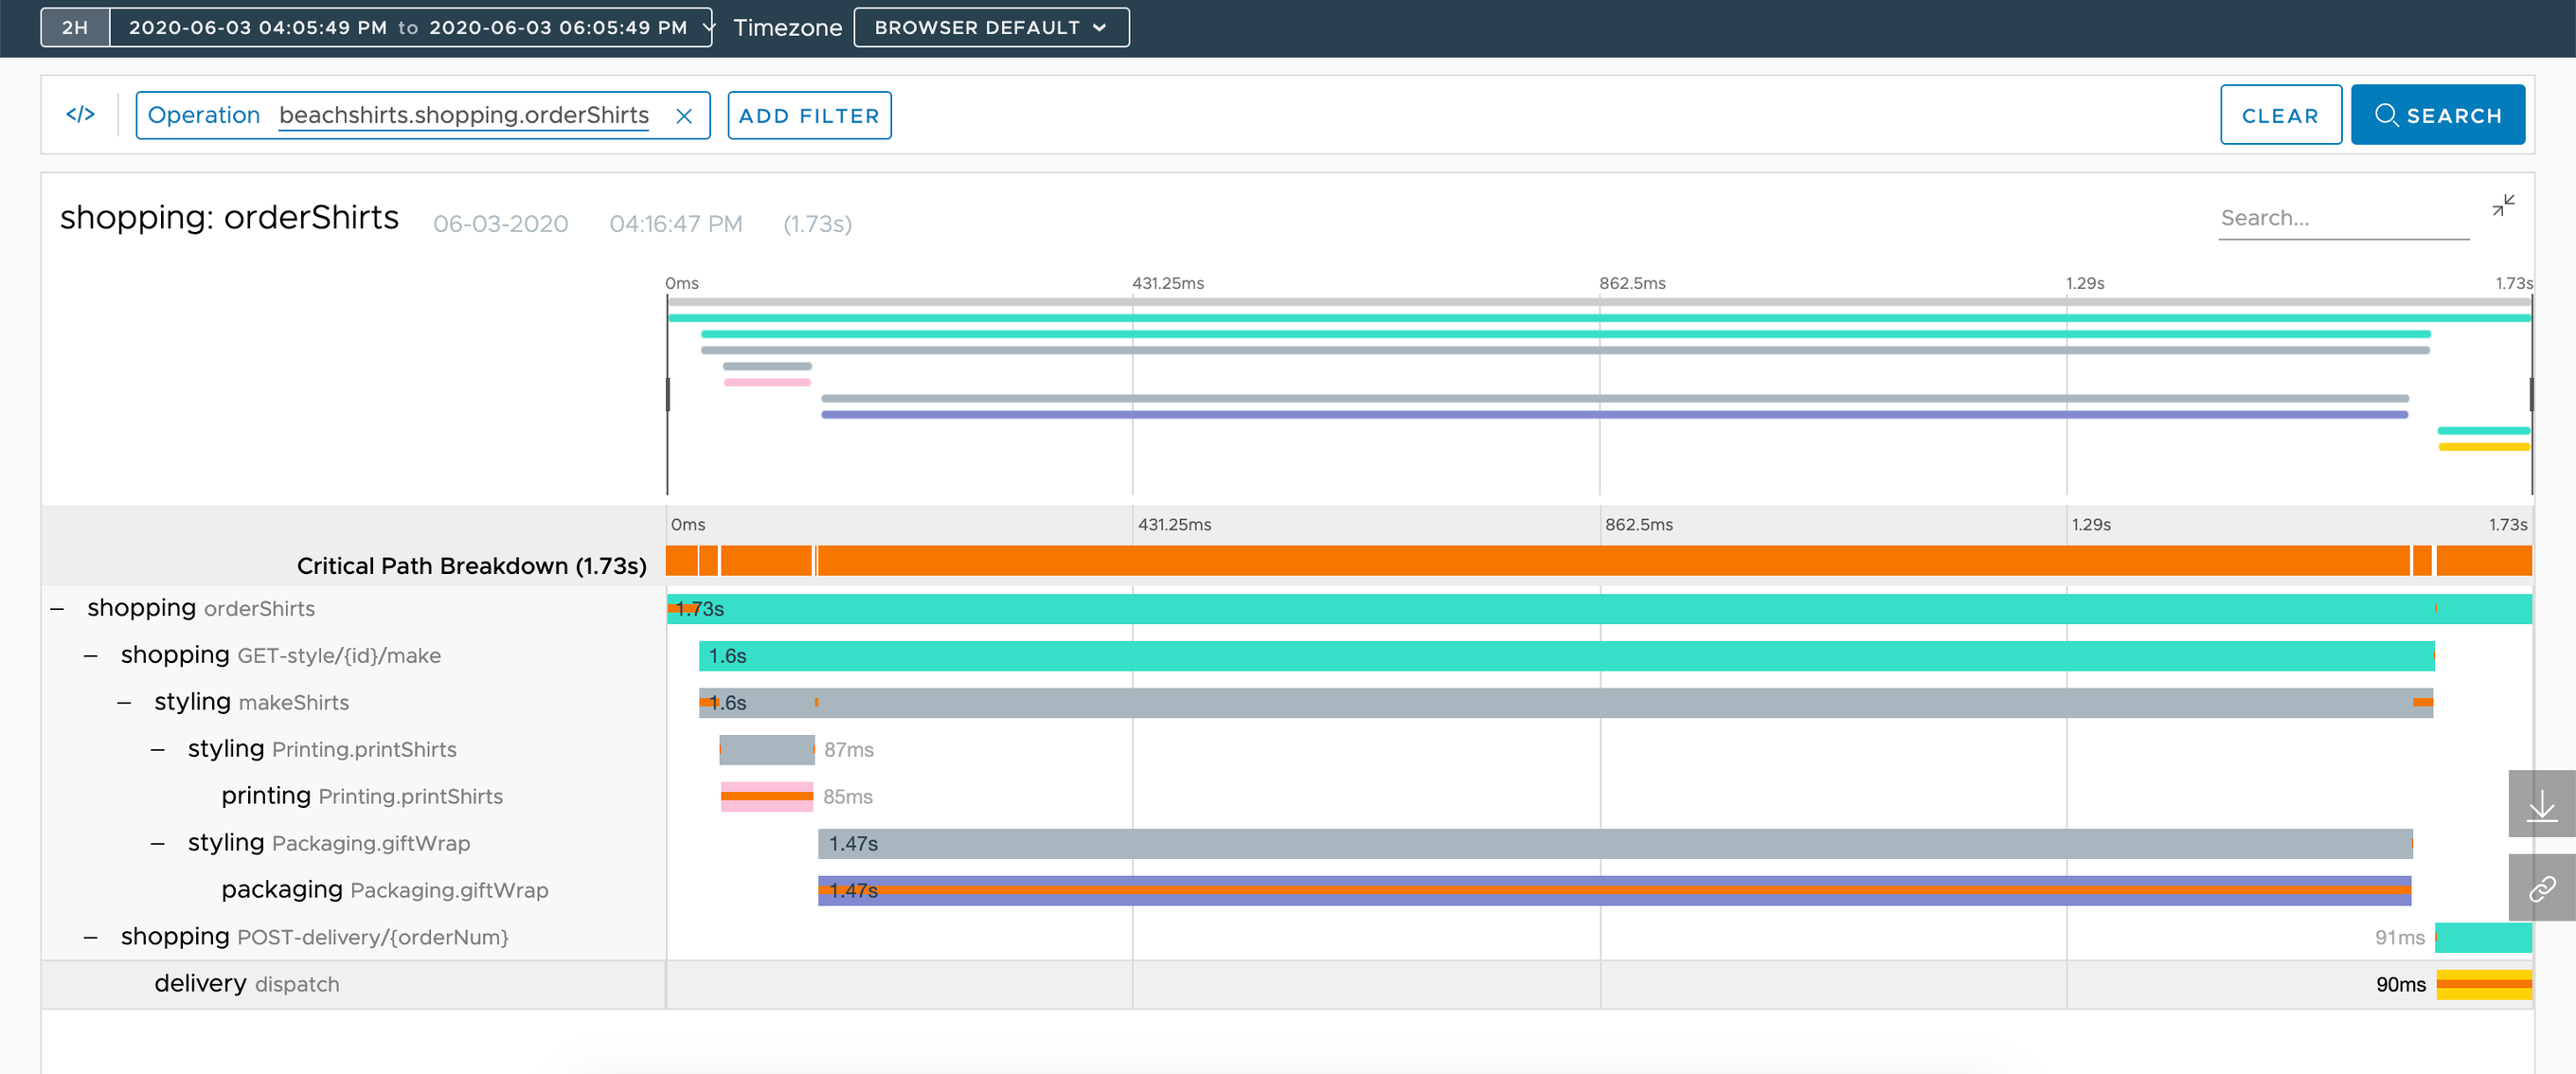 2H 2020-06-03 04:05:49 PM to 2020-06-03 06:05:49 PM Timezone BROWSER DEFAULT
</> Operation beachshirts.shopping.orderShirts ADD FILTER CLEAR SEARCH
shopping: orderShirts 06-03-2020 04:16:47 PM (1.73s) Search...
0ms 431.25ms 862.5ms 1.29s 1.73s
0ms 431.25ms 862.5ms 1.29s 1.73s
Critical Path Breakdown (1.73s)
shopping orderShirts 1.73s
shopping GET-style/{id}/make 1.6s
styling makeShirts 1.6s
styling Printing.printShirts 87ms
printing Printing.printShirts 85ms
styling Packaging.giftWrap 1.47s
packaging Packaging.giftWrap 1.47s
shopping POST-delivery/{orderNum} 91ms
delivery dispatch 90ms